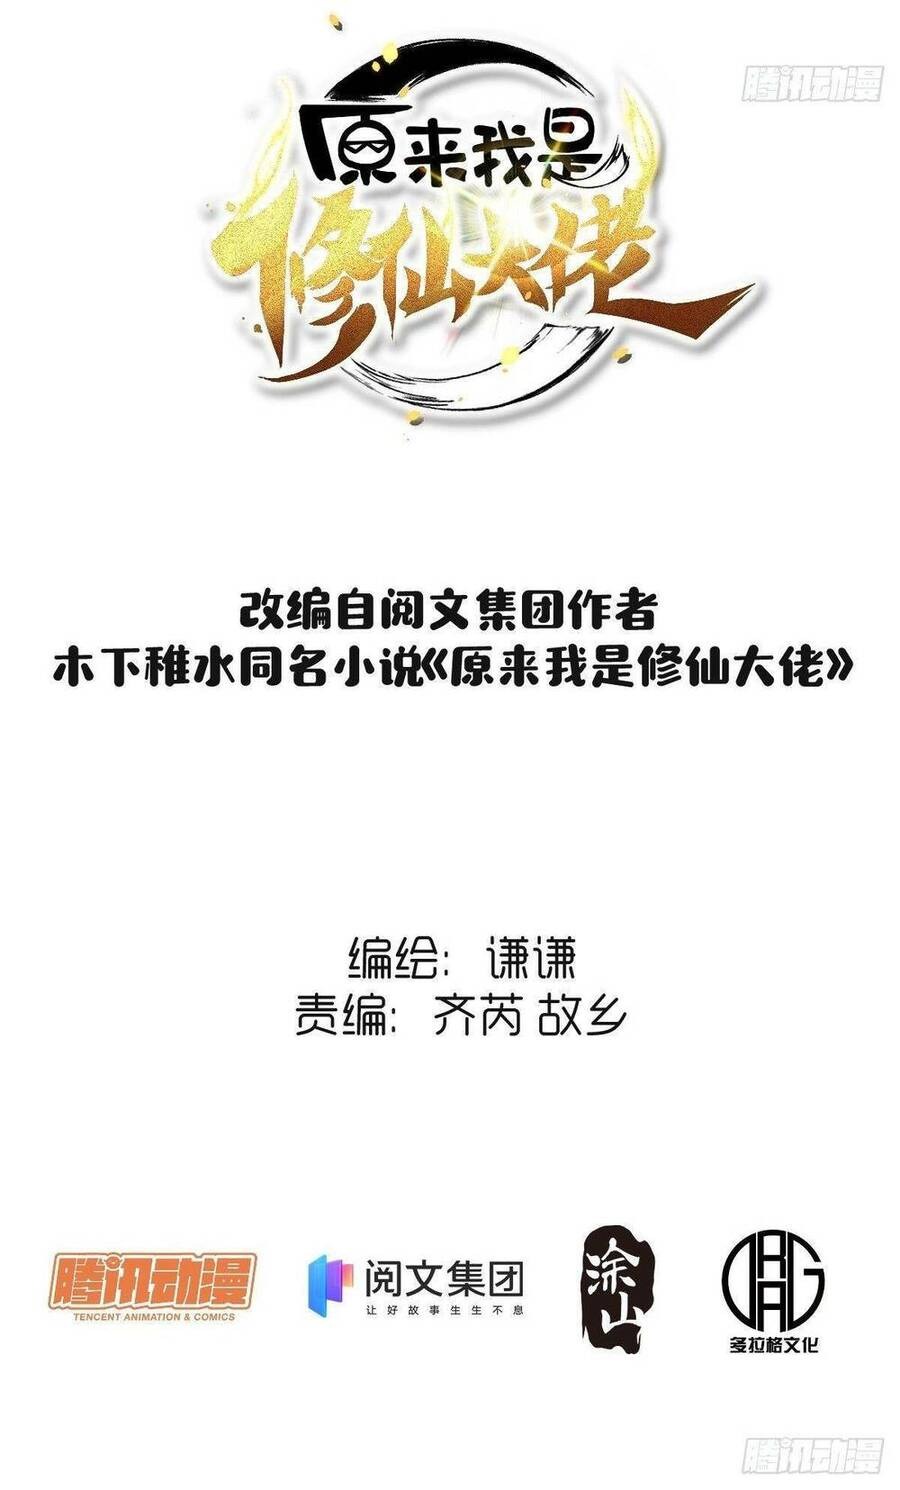 腾讯动漫
原来我是
修仙大佬
改编自阅文集团作者
木下稚水同名小说《原来我是修仙大佬》
编绘：谦谦
责编：齐芮 故乡
腾讯动漫
TENCENT ANIMATION & COMICS
阅文集团
让好故事生生不息
涂山
DRAG
多拉格文化
腾讯动漫